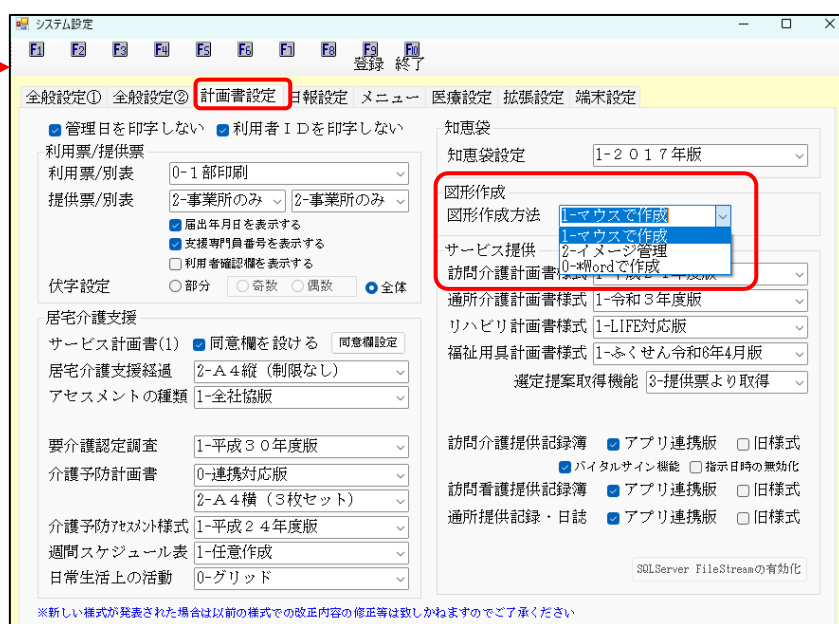 システム設定
F1 F2 F3 F4 F5 F6 F7 F8 F9 F10
登録 終了
全般設定① 全般設定② 計画書設定 日報設定 メニュー 医療設定 拡張設定 端末設定
管理日を印字しない 利用者ＩＤを印字しない
利用票/提供票
利用票/別表 0-１部印刷
提供票/別表 2-事業所のみ 2-事業所のみ
届出年月日を表示する
支援専門員番号を表示する
利用者確認欄を表示する
伏字設定 部分 奇数 偶数 全体
居宅介護支援
サービス計画書(1) 同意欄を設ける 同意欄設定
居宅介護支援経過 2-Ａ４縦（制限なし）
アセスメントの種類 1-全社協版
要介護認定調査 1-平成３０年度版
介護予防計画書 0-連携対応版
2-Ａ４横（３枚セット）
介護予防ｱｾｽﾒﾝﾄ様式 1-平成２４年度版
週間スケジュール表 1-任意作成
日常生活上の活動 0-グリッド
知恵袋
知恵袋設定 1-２０１７年版
図形作成
図形作成方法 1-マウスで作成
1-マウスで作成
2-イメージ管理
0-*Wordで作成
サービス提供
訪問介護計画書様式
通所介護計画書様式 1-令和３年度版
リハビリ計画書様式 1-LIFE対応版
福祉用具計画書様式 1-ふくせん令和6年4月版
選定提案取得機能 3-提供票より取得
訪問介護提供記録簿 アプリ連携版 旧様式
バイタルサイン機能 指示日時の無効化
訪問看護提供記録簿 アプリ連携版 旧様式
通所提供記録・日誌 アプリ連携版 旧様式
SQLServer FileStreamの有効化
※新しい様式が発表された場合は以前の様式での改正内容の修正等は致しかねますのでご了承ください